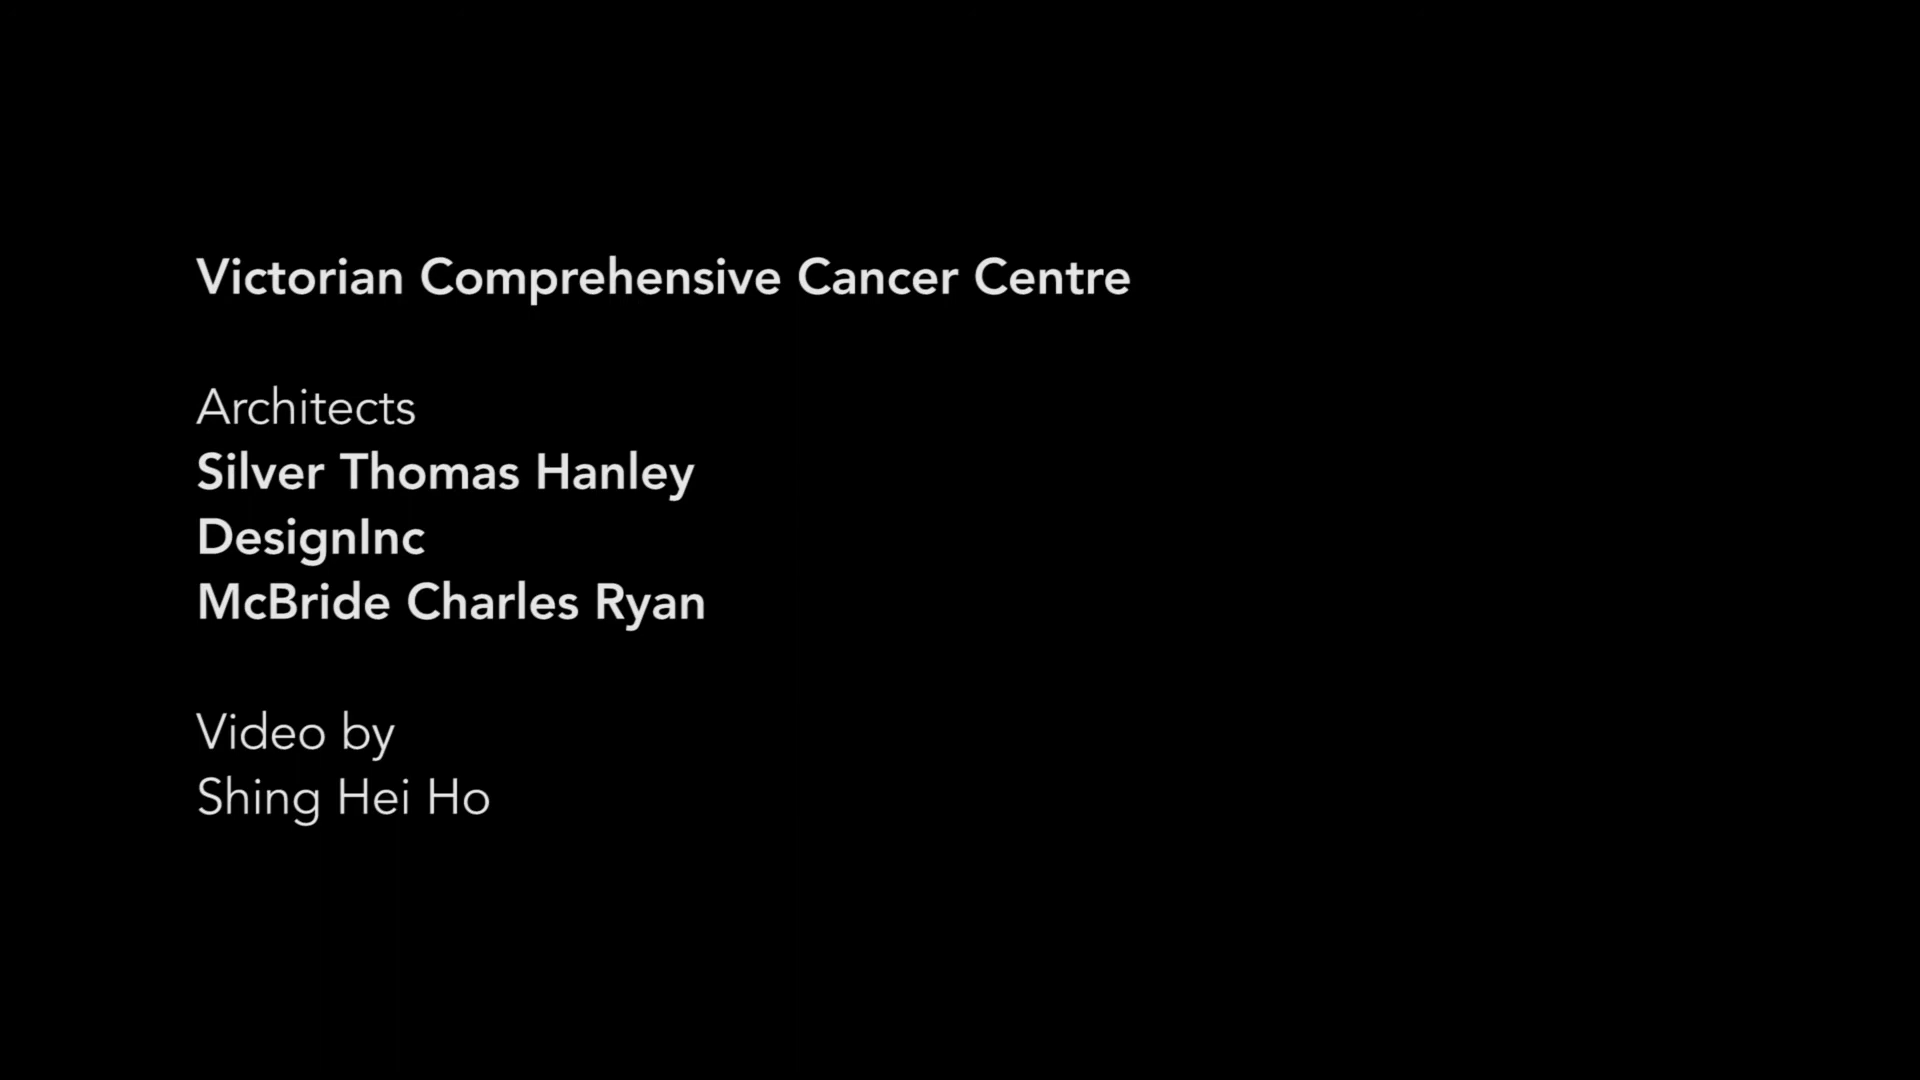 Victorian Comprehensive Cancer Centre
Architects
Silver Thomas Hanley
DesignInc
McBride Charles Ryan
Video by
Shing Hei Ho